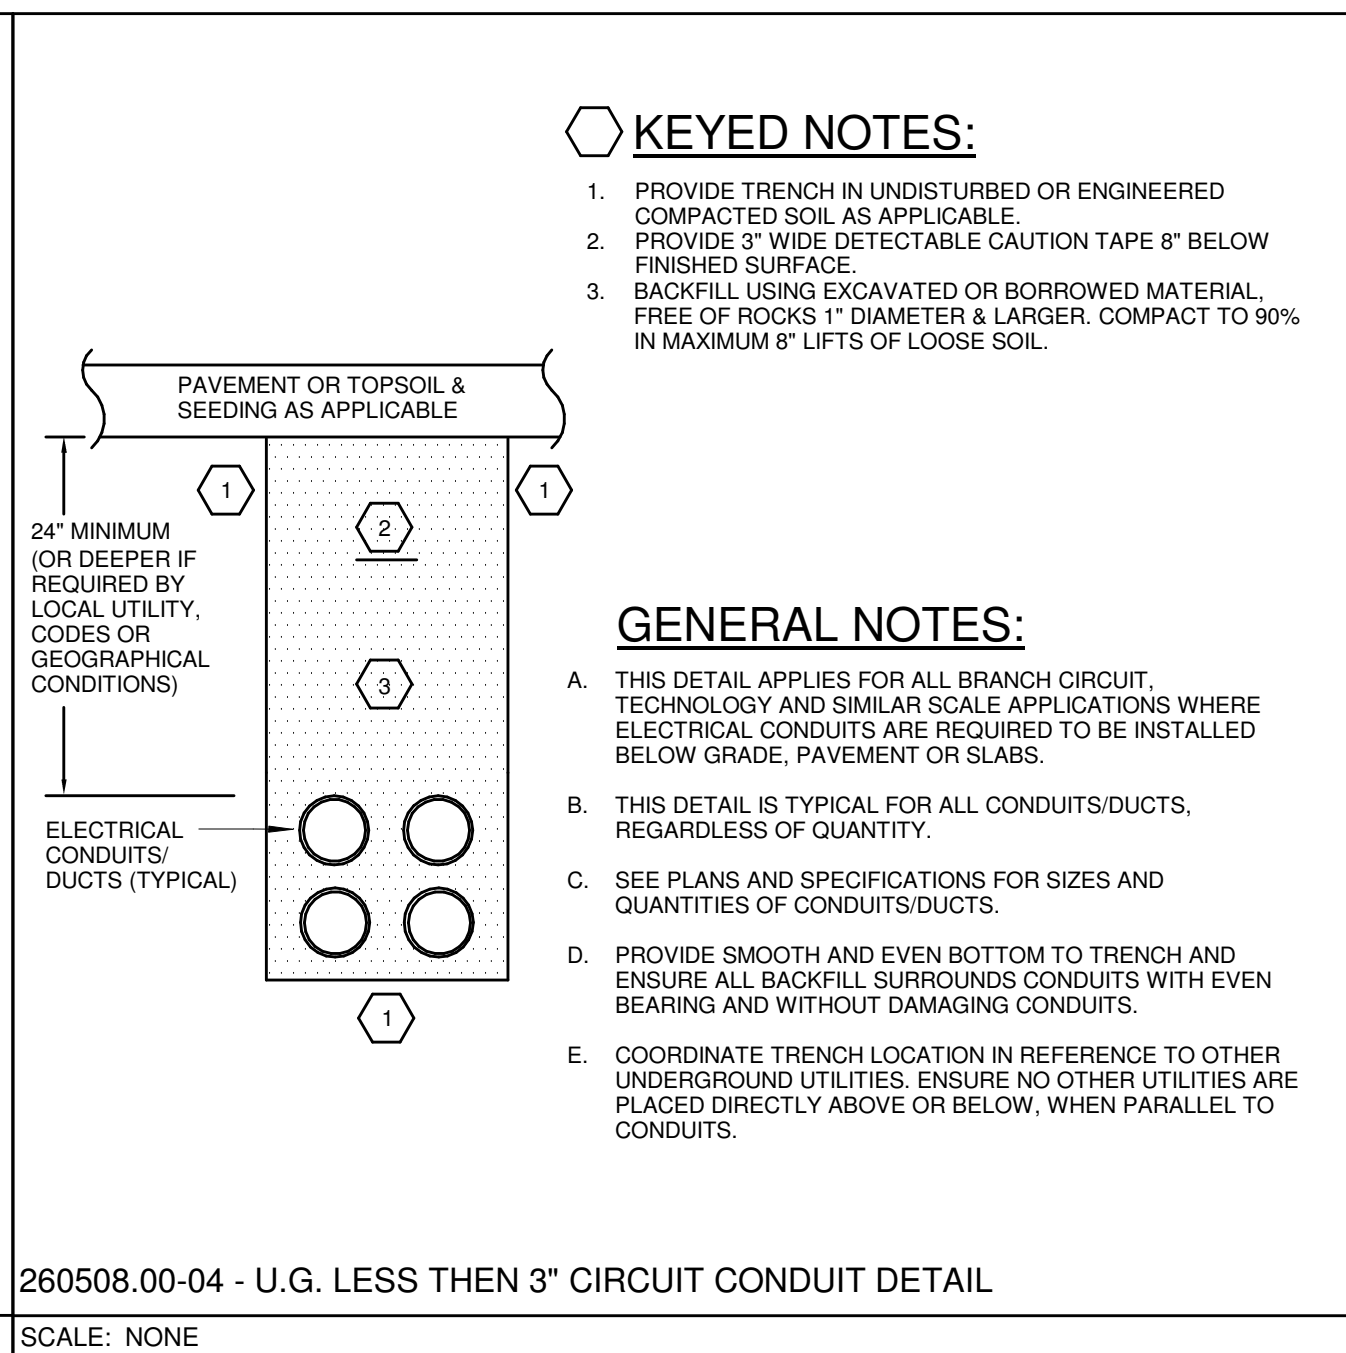 KEYED NOTES:
1. PROVIDE TRENCH IN UNDISTURBED OR ENGINEERED
COMPACTED SOIL AS APPLICABLE.
2. PROVIDE 3" WIDE DETECTABLE CAUTION TAPE 8" BELOW
FINISHED SURFACE.
3. BACKFILL USING EXCAVATED OR BORROWED MATERIAL,
FREE OF ROCKS 1" DIAMETER & LARGER. COMPACT TO 90%
IN MAXIMUM 8" LIFTS OF LOOSE SOIL.
PAVEMENT OR TOPSOIL &
SEEDING AS APPLICABLE
1
1
2
24" MINIMUM
(OR DEEPER IF
REQUIRED BY
LOCAL UTILITY,
CODES OR
GEOGRAPHICAL
CONDITIONS)
3
ELECTRICAL
CONDUITS/
DUCTS (TYPICAL)
1
GENERAL NOTES:
A. THIS DETAIL APPLIES FOR ALL BRANCH CIRCUIT,
TECHNOLOGY AND SIMILAR SCALE APPLICATIONS WHERE
ELECTRICAL CONDUITS ARE REQUIRED TO BE INSTALLED
BELOW GRADE, PAVEMENT OR SLABS.
B. THIS DETAIL IS TYPICAL FOR ALL CONDUITS/DUCTS,
REGARDLESS OF QUANTITY.
C. SEE PLANS AND SPECIFICATIONS FOR SIZES AND
QUANTITIES OF CONDUITS/DUCTS.
D. PROVIDE SMOOTH AND EVEN BOTTOM TO TRENCH AND
ENSURE ALL BACKFILL SURROUNDS CONDUITS WITH EVEN
BEARING AND WITHOUT DAMAGING CONDUITS.
E. COORDINATE TRENCH LOCATION IN REFERENCE TO OTHER
UNDERGROUND UTILITIES. ENSURE NO OTHER UTILITIES ARE
PLACED DIRECTLY ABOVE OR BELOW, WHEN PARALLEL TO
CONDUITS.
260508.00-04 - U.G. LESS THEN 3" CIRCUIT CONDUIT DETAIL
SCALE: NONE